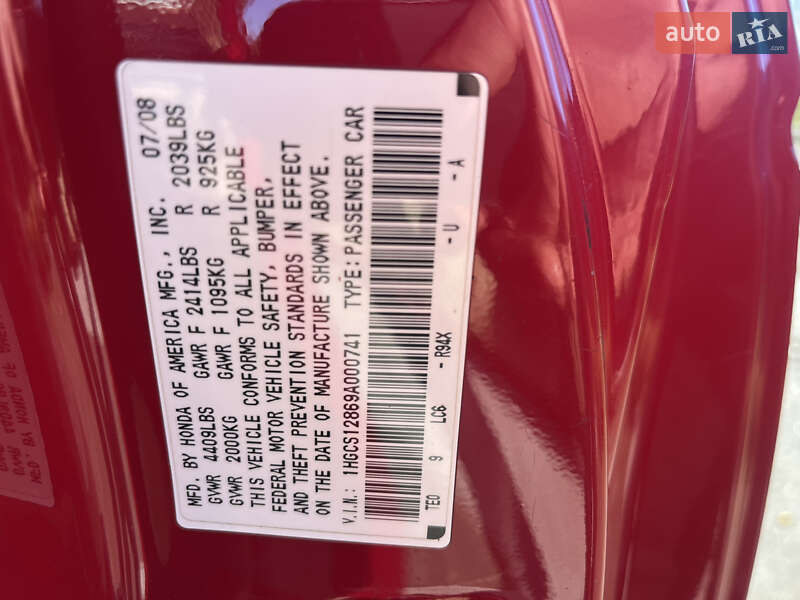 auto RIA .com
MFD. BY HONDA OF AMERICA MFG., INC. 07/08
GVWR 4409LBS GAWR F 2414LBS R 2039LBS
GVWR 2000KG GAWR F 1095KG R 925KG
THIS VEHICLE CONFORMS TO ALL APPLICABLE
FEDERAL MOTOR VEHICLE SAFETY, BUMPER,
AND THEFT PREVENTION STANDARDS IN EFFECT
ON THE DATE OF MANUFACTURE SHOWN ABOVE.
V.I.N.: 1HGCS12869A000741 TYPE: PASSENGER CAR
TE0 9 LC6 - R94X - U - A